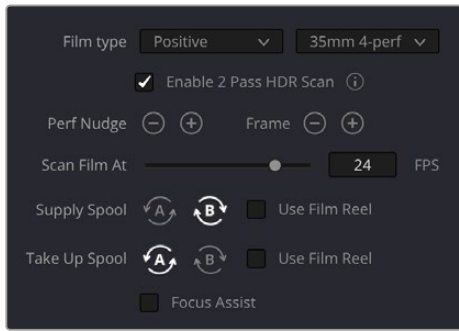 Film type Positive 35mm 4-perf
Enable 2 Pass HDR Scan i
Perf Nudge Frame
Scan Film At 24 FPS
Supply Spool A B Use Film Reel
Take Up Spool A B Use Film Reel
Focus Assist